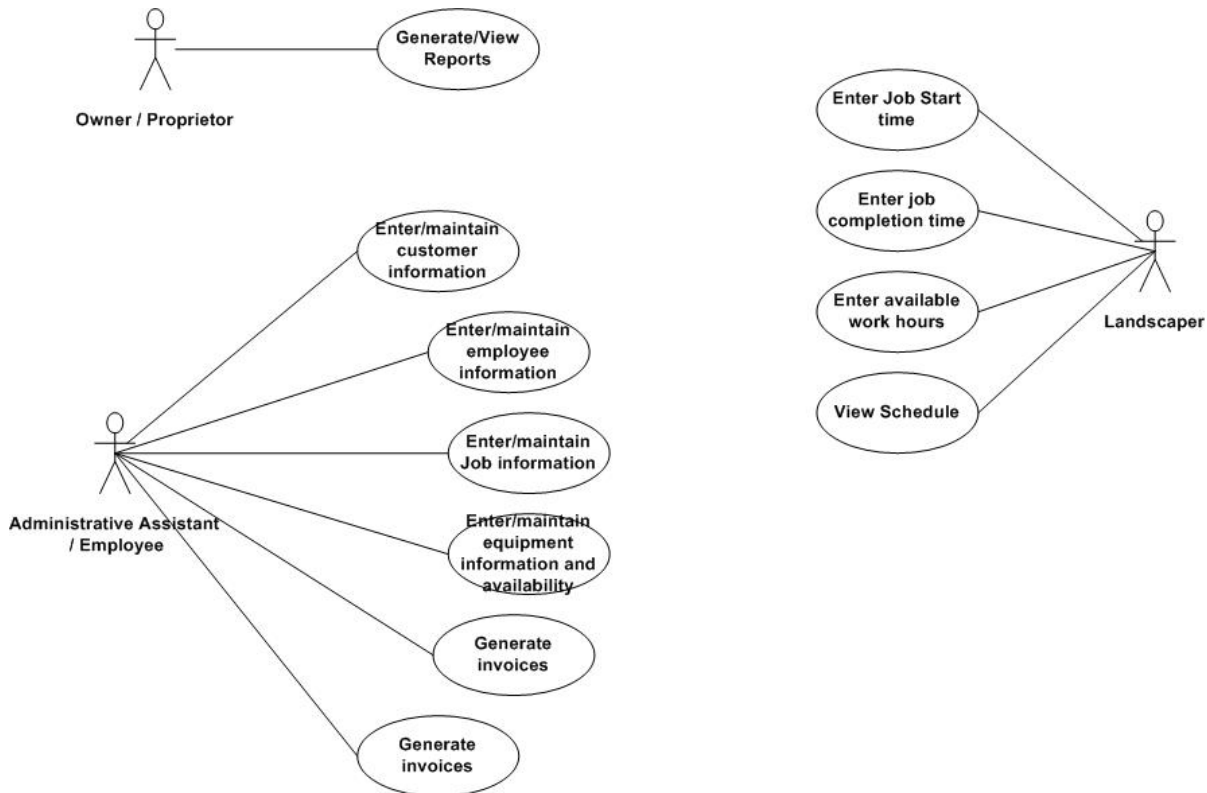 Generate/View
Reports
Owner / Proprietor
Enter Job Start
time
Enter job
completion time
Enter available
work hours
View Schedule
Landscaper
Enter/maintain
customer
information
Enter/maintain
employee
information
Enter/maintain
Job information
Enter/maintain
equipment
information and
availability
Generate
invoices
Generate
invoices
Administrative Assistant
/ Employee